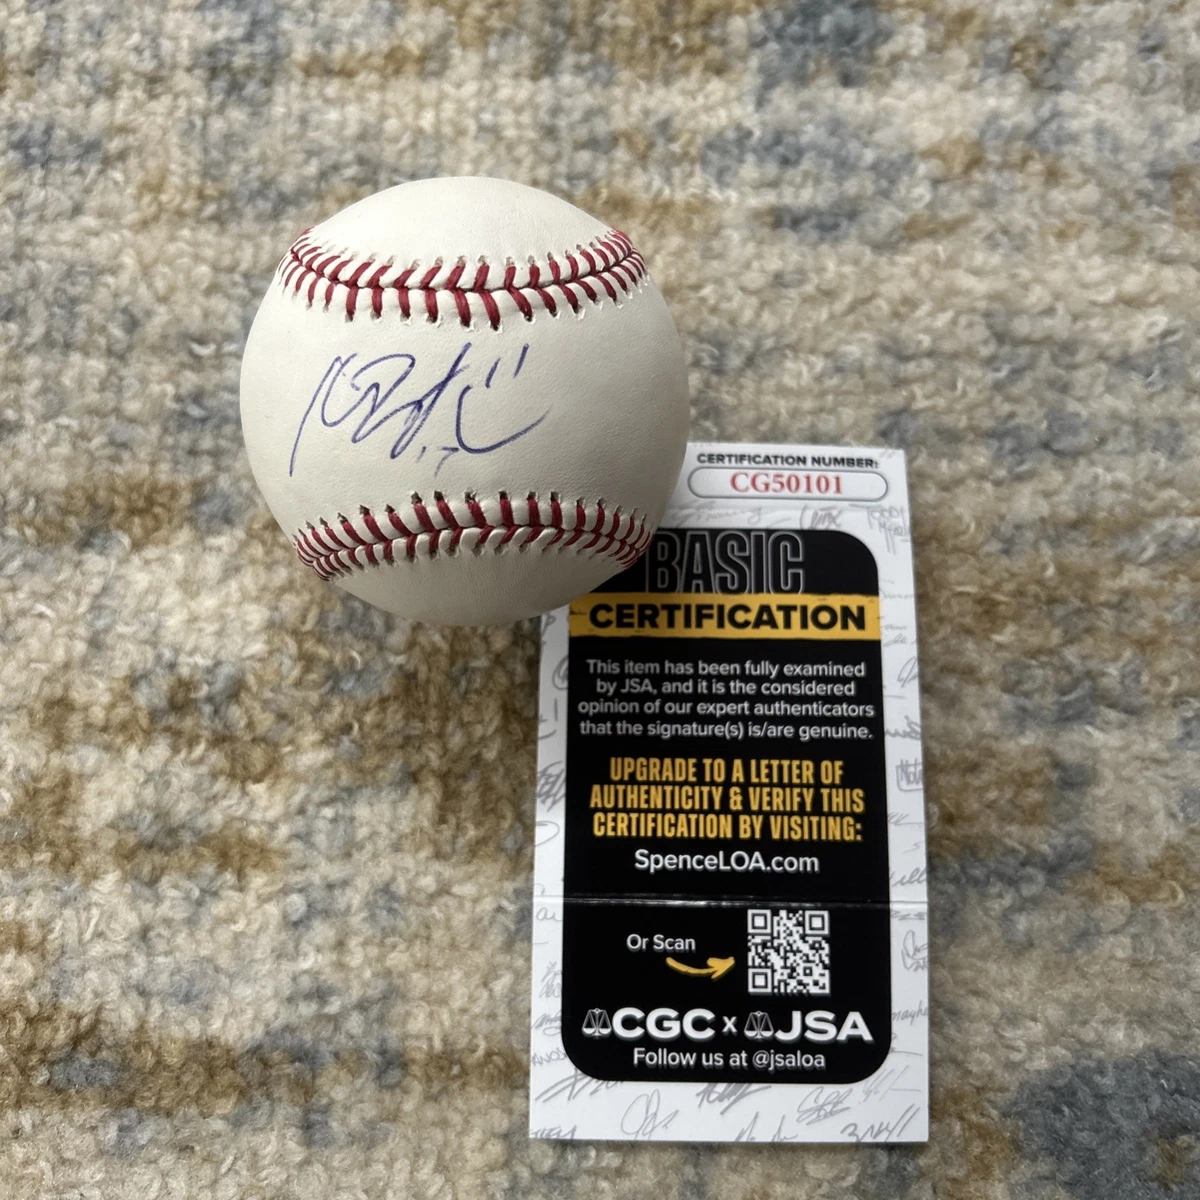 CERTIFICATION NUMBER:
CG50101
BASIC
CERTIFICATION
This item has been fully examined
by JSA, and it is the considered
opinion of our expert authenticators
that the signature(s) is/are genuine.
UPGRADE TO A LETTER OF
AUTHENTICITY & VERIFY THIS
CERTIFICATION BY VISITING:
SpenceLOA.com
Or Scan
CGC x JSA
Follow us at @jsaloa